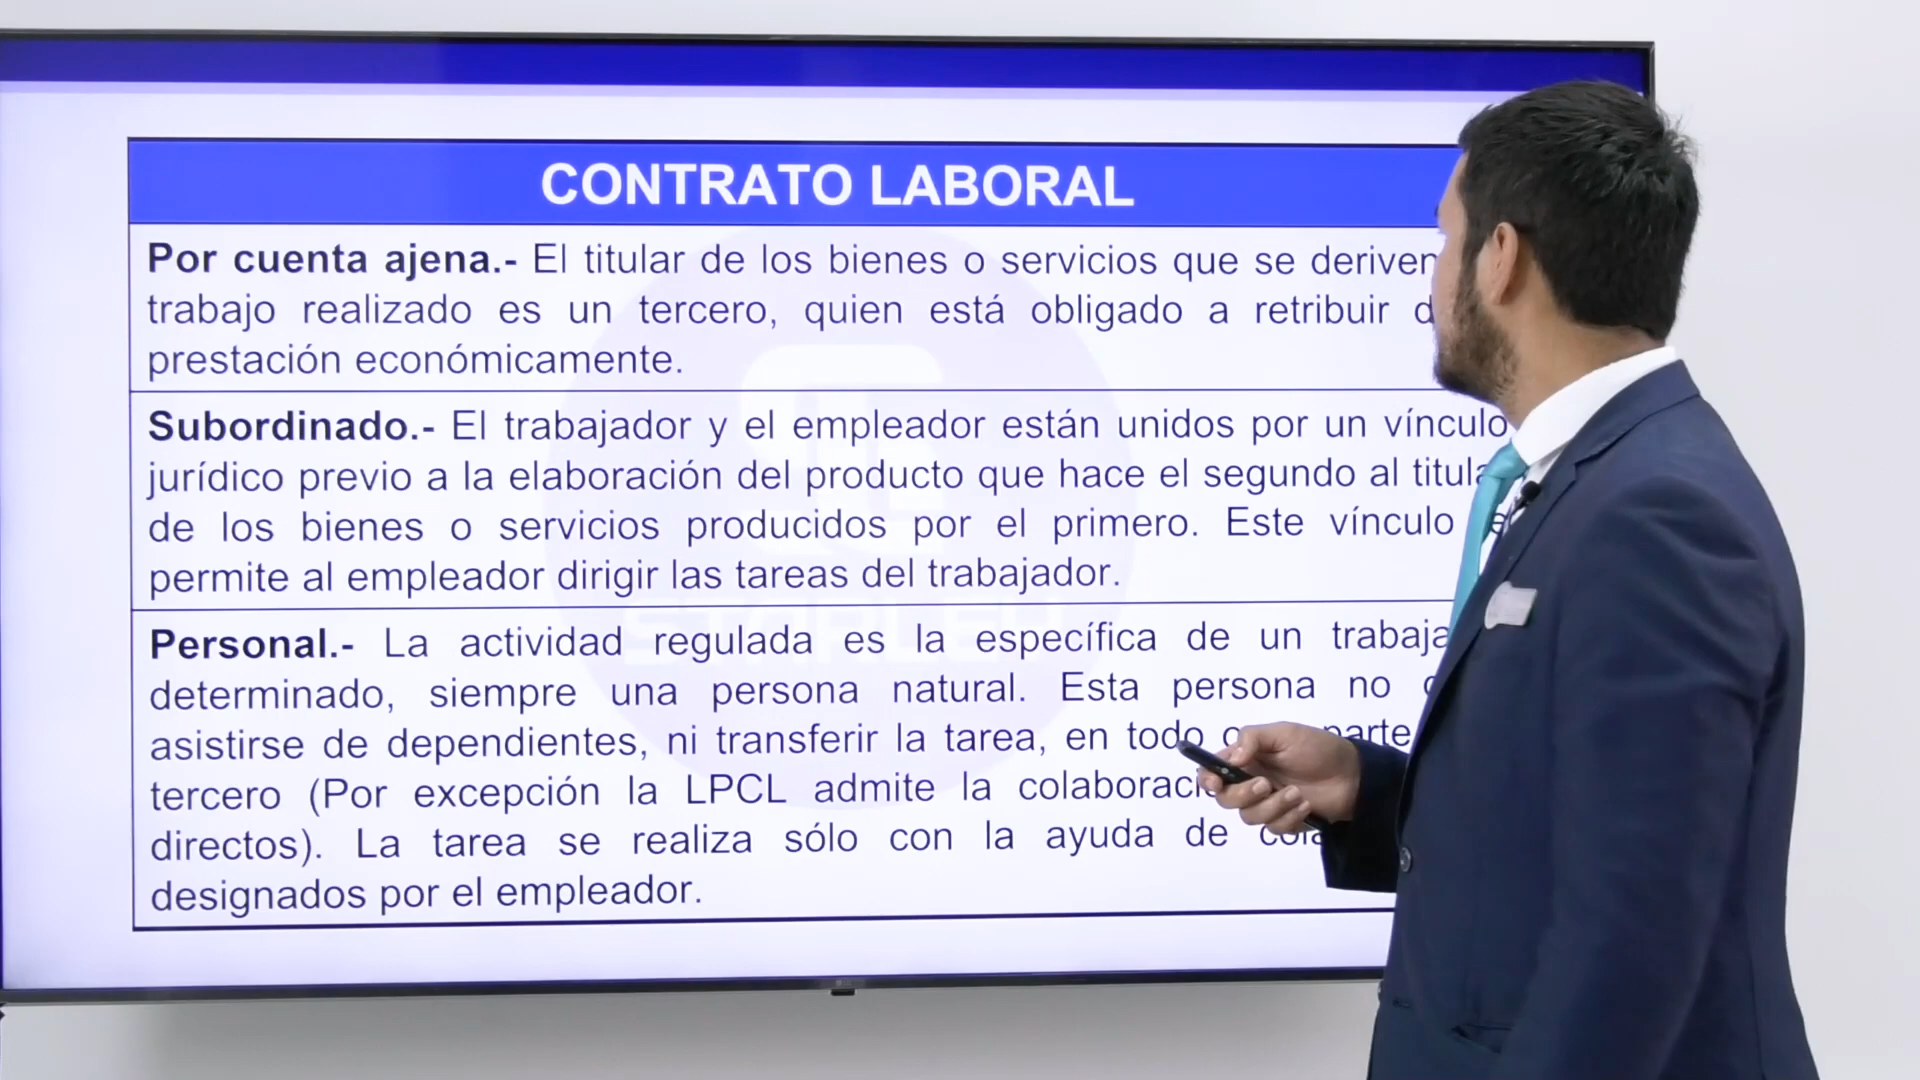 CONTRATO LABORAL
Por cuenta ajena.- El titular de los bienes o servicios que se deriven
trabajo realizado es un tercero, quien está obligado a retribuir
prestación económicamente.
Subordinado.- El trabajador y el empleador están unidos por un vínculo
jurídico previo a la elaboración del producto que hace el segundo al
de los bienes o servicios producidos por el primero. Este vínculo
permite al empleador dirigir las tareas del trabajador.
Personal.- La actividad regulada es la específica de un
determinado, siempre una persona natural. Esta persona no
asistirse de dependientes, ni transferir la tarea, en todo parte
tercero (Por excepción la LPCL admite la
directos). La tarea se realiza sólo con la ayuda de
designados por el empleador.